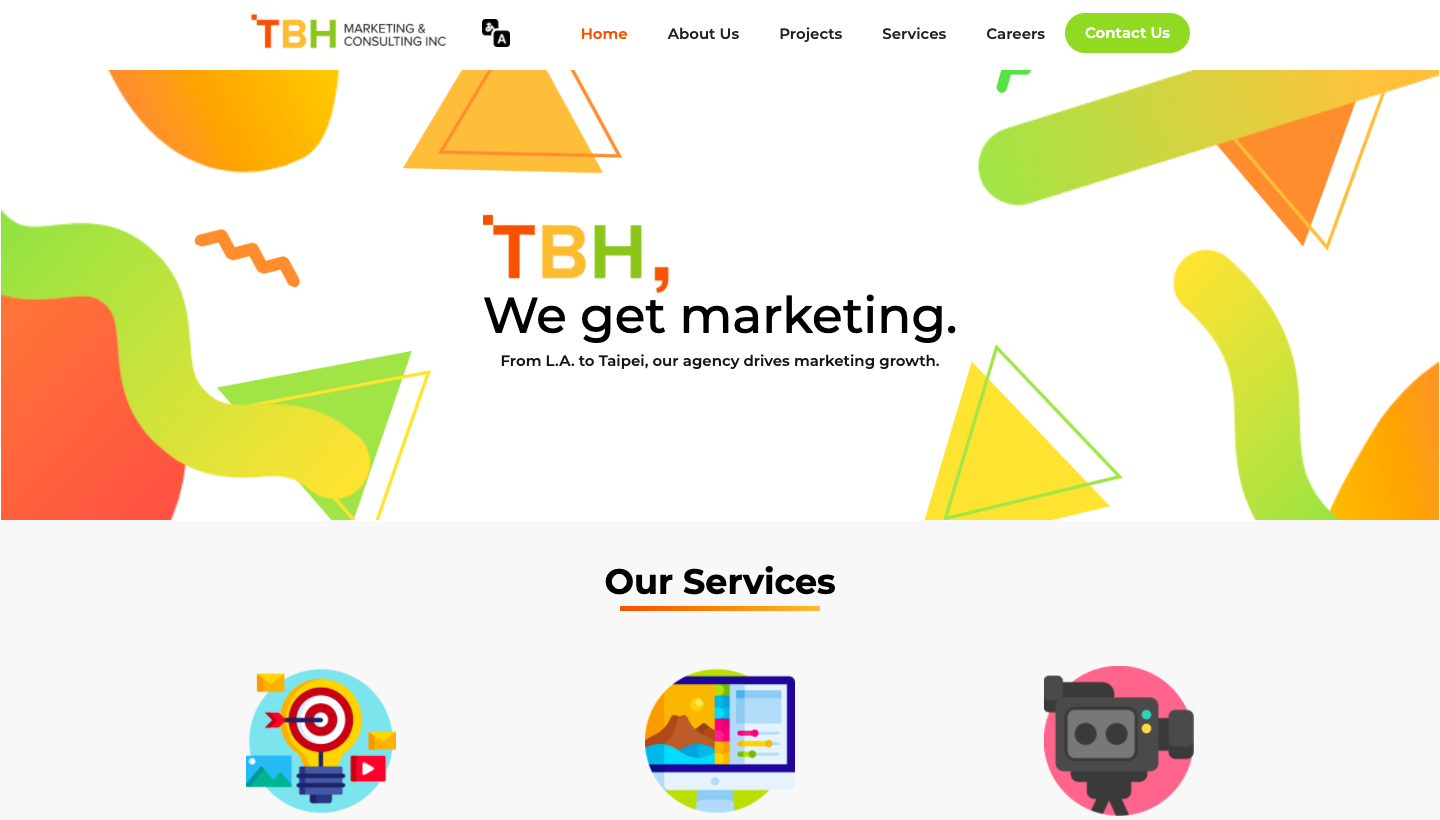 TBH MARKETING & CONSULTING INC
Home
About Us
Projects
Services
Careers
Contact Us
TBH,
We get marketing.
From L.A. to Taipei, our agency drives marketing growth.
Our Services